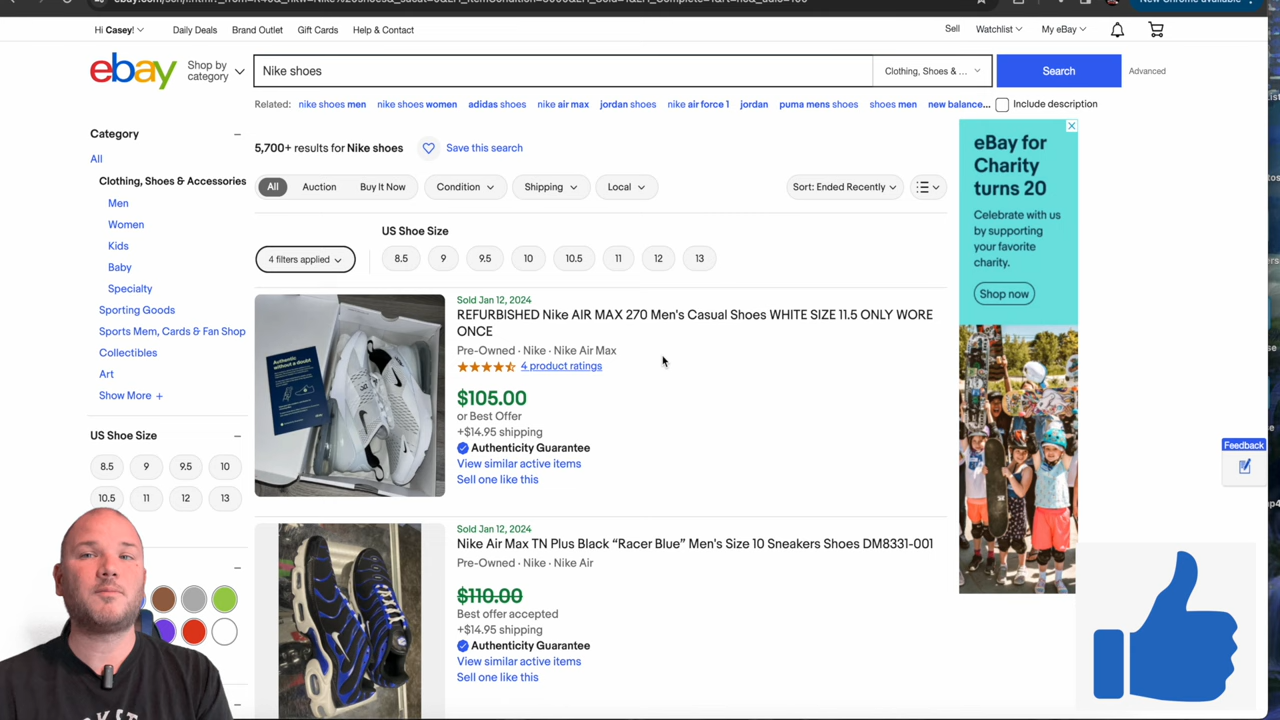 Hi Casey!
Daily Deals
Brand Outlet
Gift Cards
Help & Contact
Sell
Watchlist
My eBay
ebay
Shop by
category
Nike shoes
Clothing, Shoes & ...
Search
Advanced
Related:
nike shoes men
nike shoes women
adidas shoes
nike air max
jordan shoes
nike air force 1
jordan
puma mens shoes
shoes men
new balance...
Include description
Category
All
Clothing, Shoes & Accessories
Men
Women
Kids
Baby
Specialty
Sporting Goods
Sports Mem, Cards & Fan Shop
Collectibles
Art
Show More +
US Shoe Size
8.5 9 9.5 10
10.5 11 12 13
5,700+ results for Nike shoes
Save this search
All
Auction
Buy It Now
Condition
Shipping
Local
Sort: Ended Recently
4 filters applied
US Shoe Size
8.5 9 9.5 10 10.5 11 12 13
Sold Jan 12, 2024
REFURBISHED Nike AIR MAX 270 Men's Casual Shoes WHITE SIZE 11.5 ONLY WORE
ONCE
Pre-Owned · Nike · Nike Air Max
4 product ratings
$105.00
or Best Offer
+$14.95 shipping
Authenticity Guarantee
View similar active items
Sell one like this
Sold Jan 12, 2024
Nike Air Max TN Plus Black “Racer Blue” Men's Size 10 Sneakers Shoes DM8331-001
Pre-Owned · Nike · Nike Air
$110.00
Best offer accepted
+$14.95 shipping
Authenticity Guarantee
View similar active items
Sell one like this
eBay for
Charity
turns 20
Celebrate with us
by supporting
your favorite
charity.
Shop now
Feedback